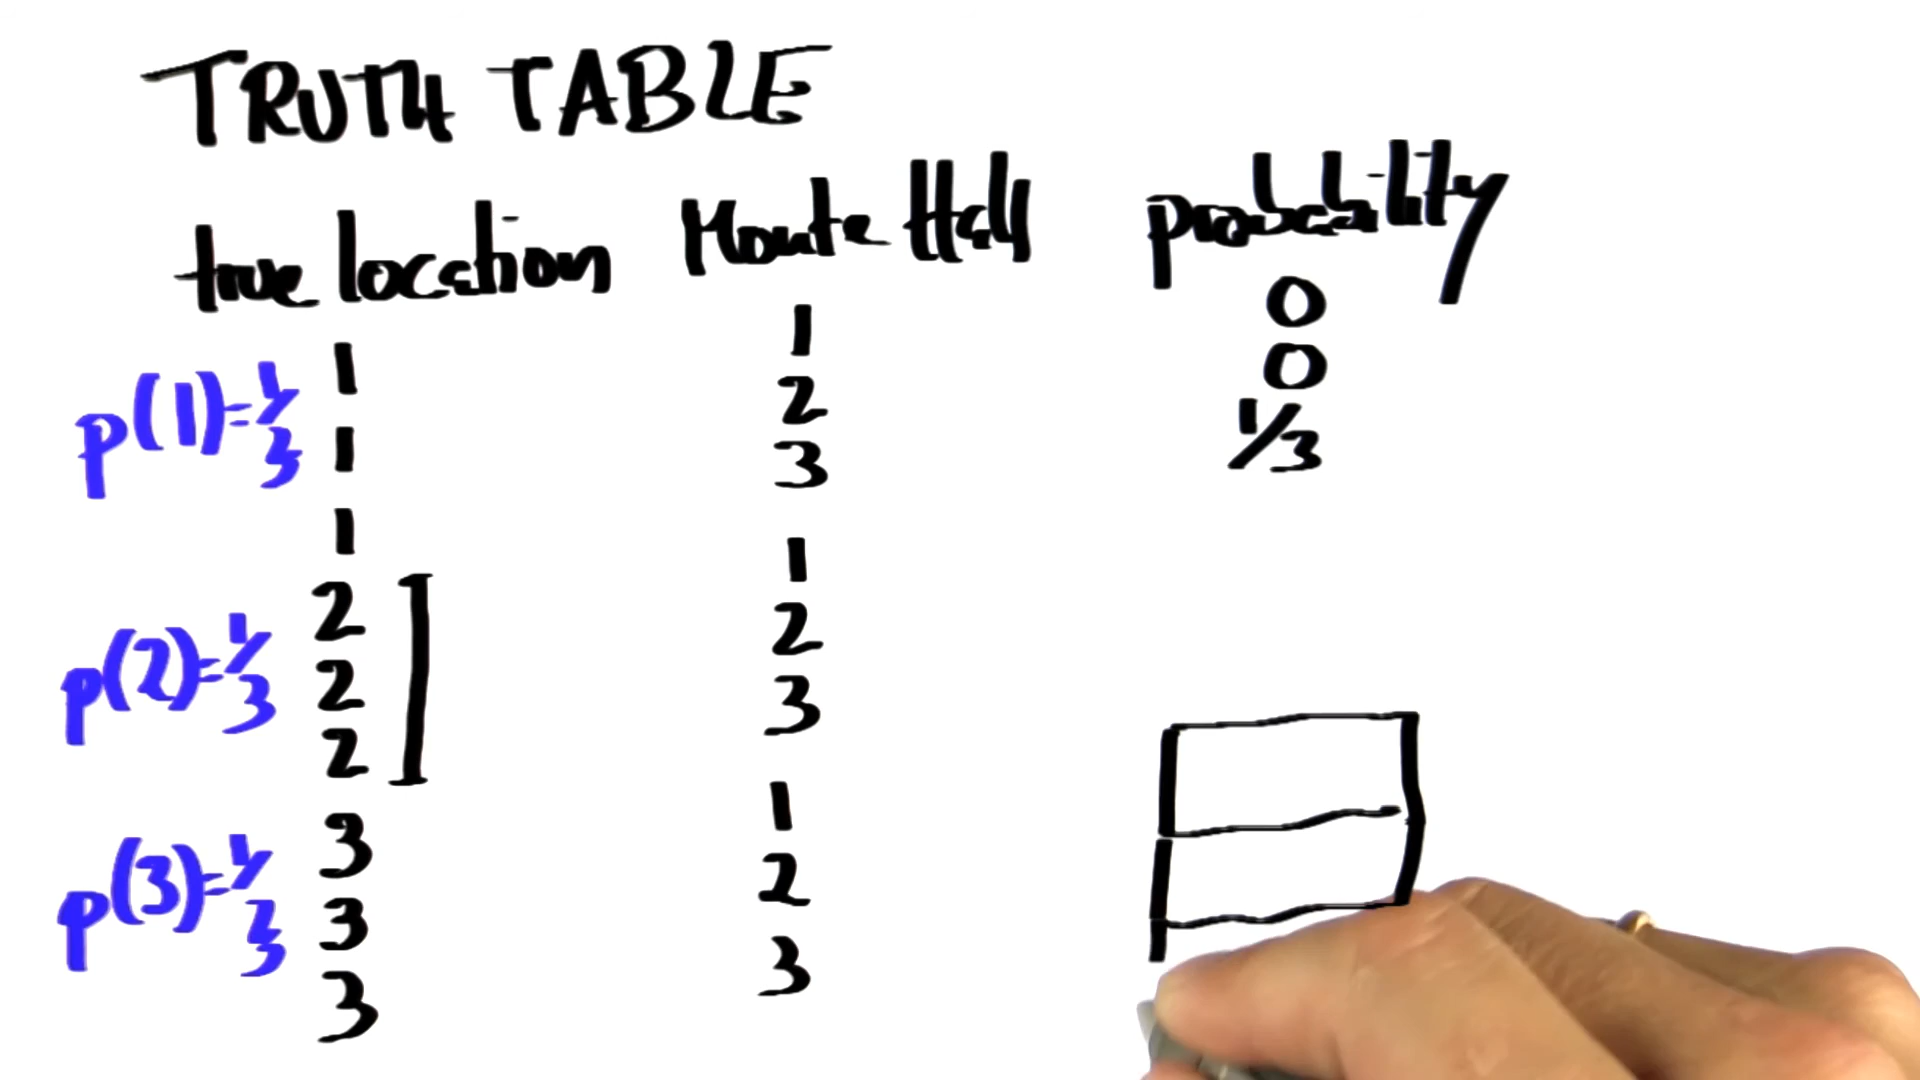 TRUTH TABLE
true location Monte Hall probability
p(1)=1/3 1 1 0
1 2 0
1 3 1/3
p(2)=1/3 2 1
2 2
2 3
p(3)=1/3 3 1
3 2
3 3